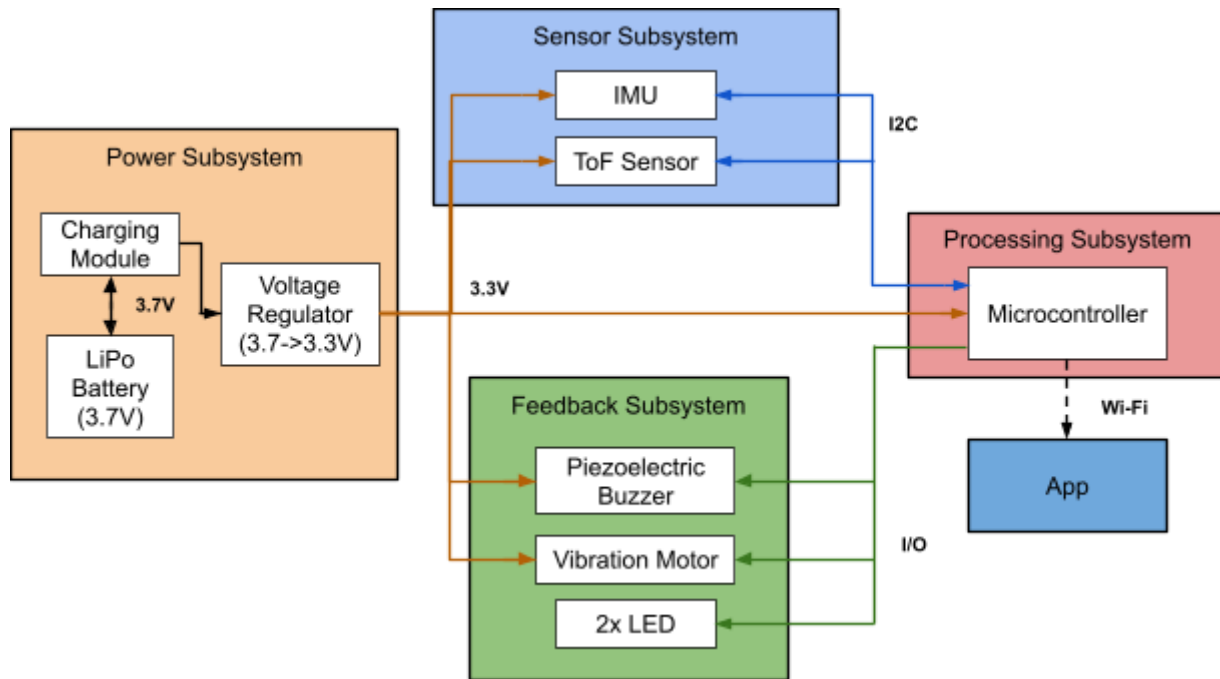 Sensor Subsystem
IMU
I2C
ToF Sensor
Power Subsystem
Charging
Module
3.7V
LiPo
Battery
(3.7V)
Voltage
Regulator
(3.7->3.3V)
3.3V
Processing Subsystem
Microcontroller
Wi-Fi
App
Feedback Subsystem
Piezoelectric
Buzzer
Vibration Motor
I/O
2x LED